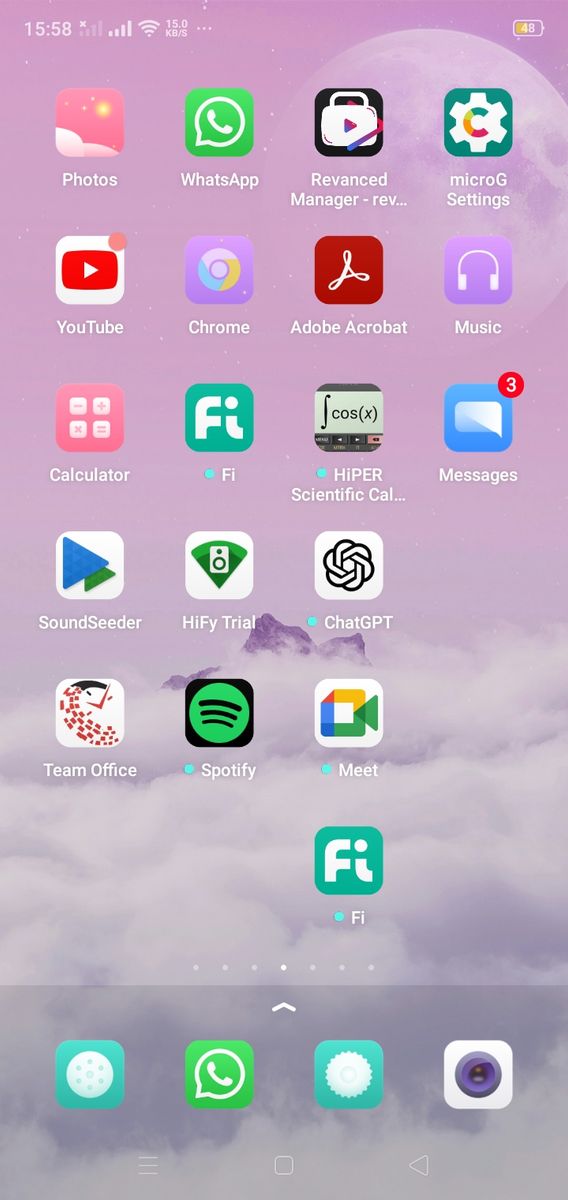 15:58
15.0
KB/S
48
Photos
WhatsApp
Revanced
Manager - rev...
microG
Settings
YouTube
Chrome
Adobe Acrobat
Music
Fi
cos(x)
3
Calculator
Fi
HiPER
Scientific Cal...
Messages
SoundSeeder
HiFy Trial
ChatGPT
Team Office
Spotify
Meet
Fi
Fi